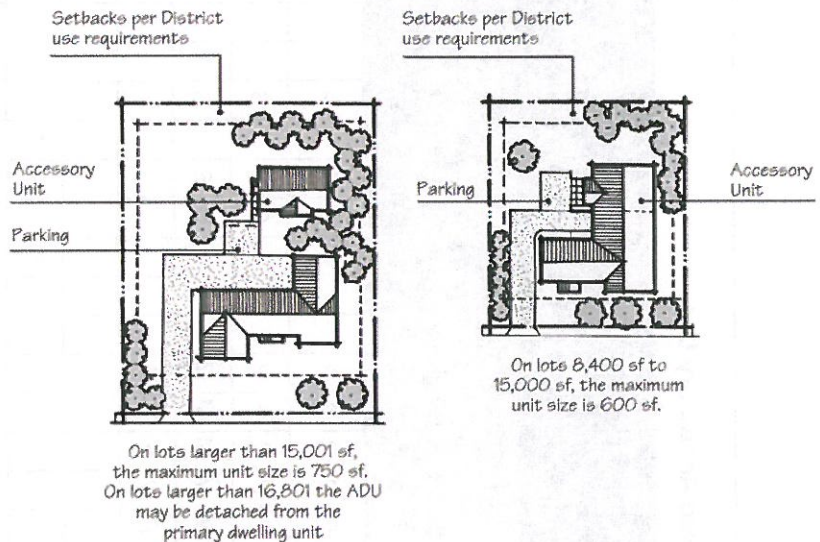 Setbacks per District
use requirements
Accessory
Unit
Parking
On lots larger than 15,001 sf,
the maximum unit size is 750 sf.
On lots larger than 16,801 the ADU
may be detached from the
primary dwelling unit
Setbacks per District
use requirements
Parking
Accessory
Unit
On lots 8,400 sf to
15,000 sf, the maximum
unit size is 600 sf.